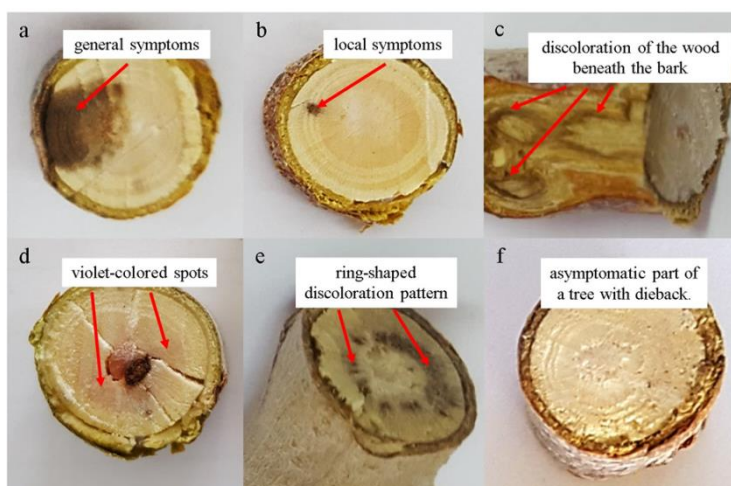 a
general symptoms
b
local symptoms
c
discoloration of the wood
beneath the bark
d
violet-colored spots
e
ring-shaped
discoloration pattern
f
asymptomatic part of
a tree with dieback.